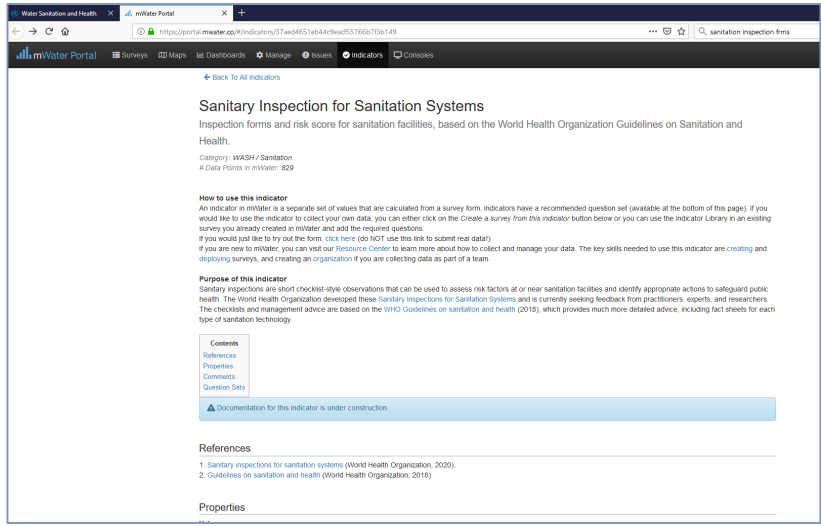 Water Sanitation and Health
mWater Portal
https://portal.mwater.co/#/indicators/37aed4651eb44c9eacf55766b7f3b149
sanitation inspection frms
mWater Portal
Surveys
Maps
Dashboards
Manage
Issues
Indicators
Consoles
Back To All Indicators
Sanitary Inspection for Sanitation Systems
Inspection forms and risk score for sanitation facilities, based on the World Health Organization Guidelines on Sanitation and
Health.
Category: WASH / Sanitation
# Data Points in mWater: 829
How to use this indicator
An indicator in mWater is a separate set of values that are calculated from a survey form. Indicators have a recommended question set (available at the bottom of this page). If you
would like to use the indicator to collect your own data, you can either click on the Create a survey from this indicator button below or you can use the Indicator Library in an existing
survey you already created in mWater and add the required questions.
If you would just like to try out the form, click here (do NOT use this link to submit real data!)
If you are new to mWater, you can visit our Resource Center to learn more about how to collect and manage your data. The key skills needed to use this indicator are creating and
deploying surveys, and creating an organization if you are collecting data as part of a team.
Purpose of this indicator
Sanitary inspections are short checklist-style observations that can be used to assess risk factors at or near sanitation facilities and identify appropriate actions to safeguard public
health. The World Health Organization developed these Sanitary Inspections for Sanitation Systems and is currently seeking feedback from practitioners, experts, and researchers.
The checklists and management advice are based on the WHO Guidelines on sanitation and health (2018), which provides much more detailed advice, including fact sheets for each
type of sanitation technology.
Contents
References
Properties
Comments
Question Sets
Documentation for this indicator is under construction
References
1. Sanitary inspections for sanitation systems (World Health Organization, 2020).
2. Guidelines on sanitation and health (World Health Organization, 2018).
Properties